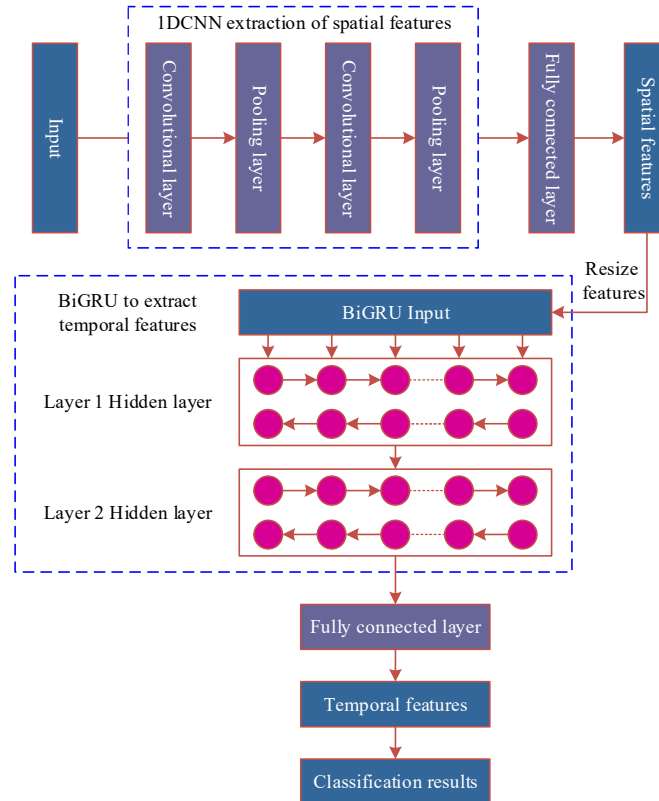 1DCNN extraction of spatial features
Input
Convolutional layer
Pooling layer
Convolutional layer
Pooling layer
Fully connected layer
Spatial features
Resize
features
BiGRU to extract
temporal features
BiGRU Input
Layer 1 Hidden layer
Layer 2 Hidden layer
Fully connected layer
Temporal features
Classification results